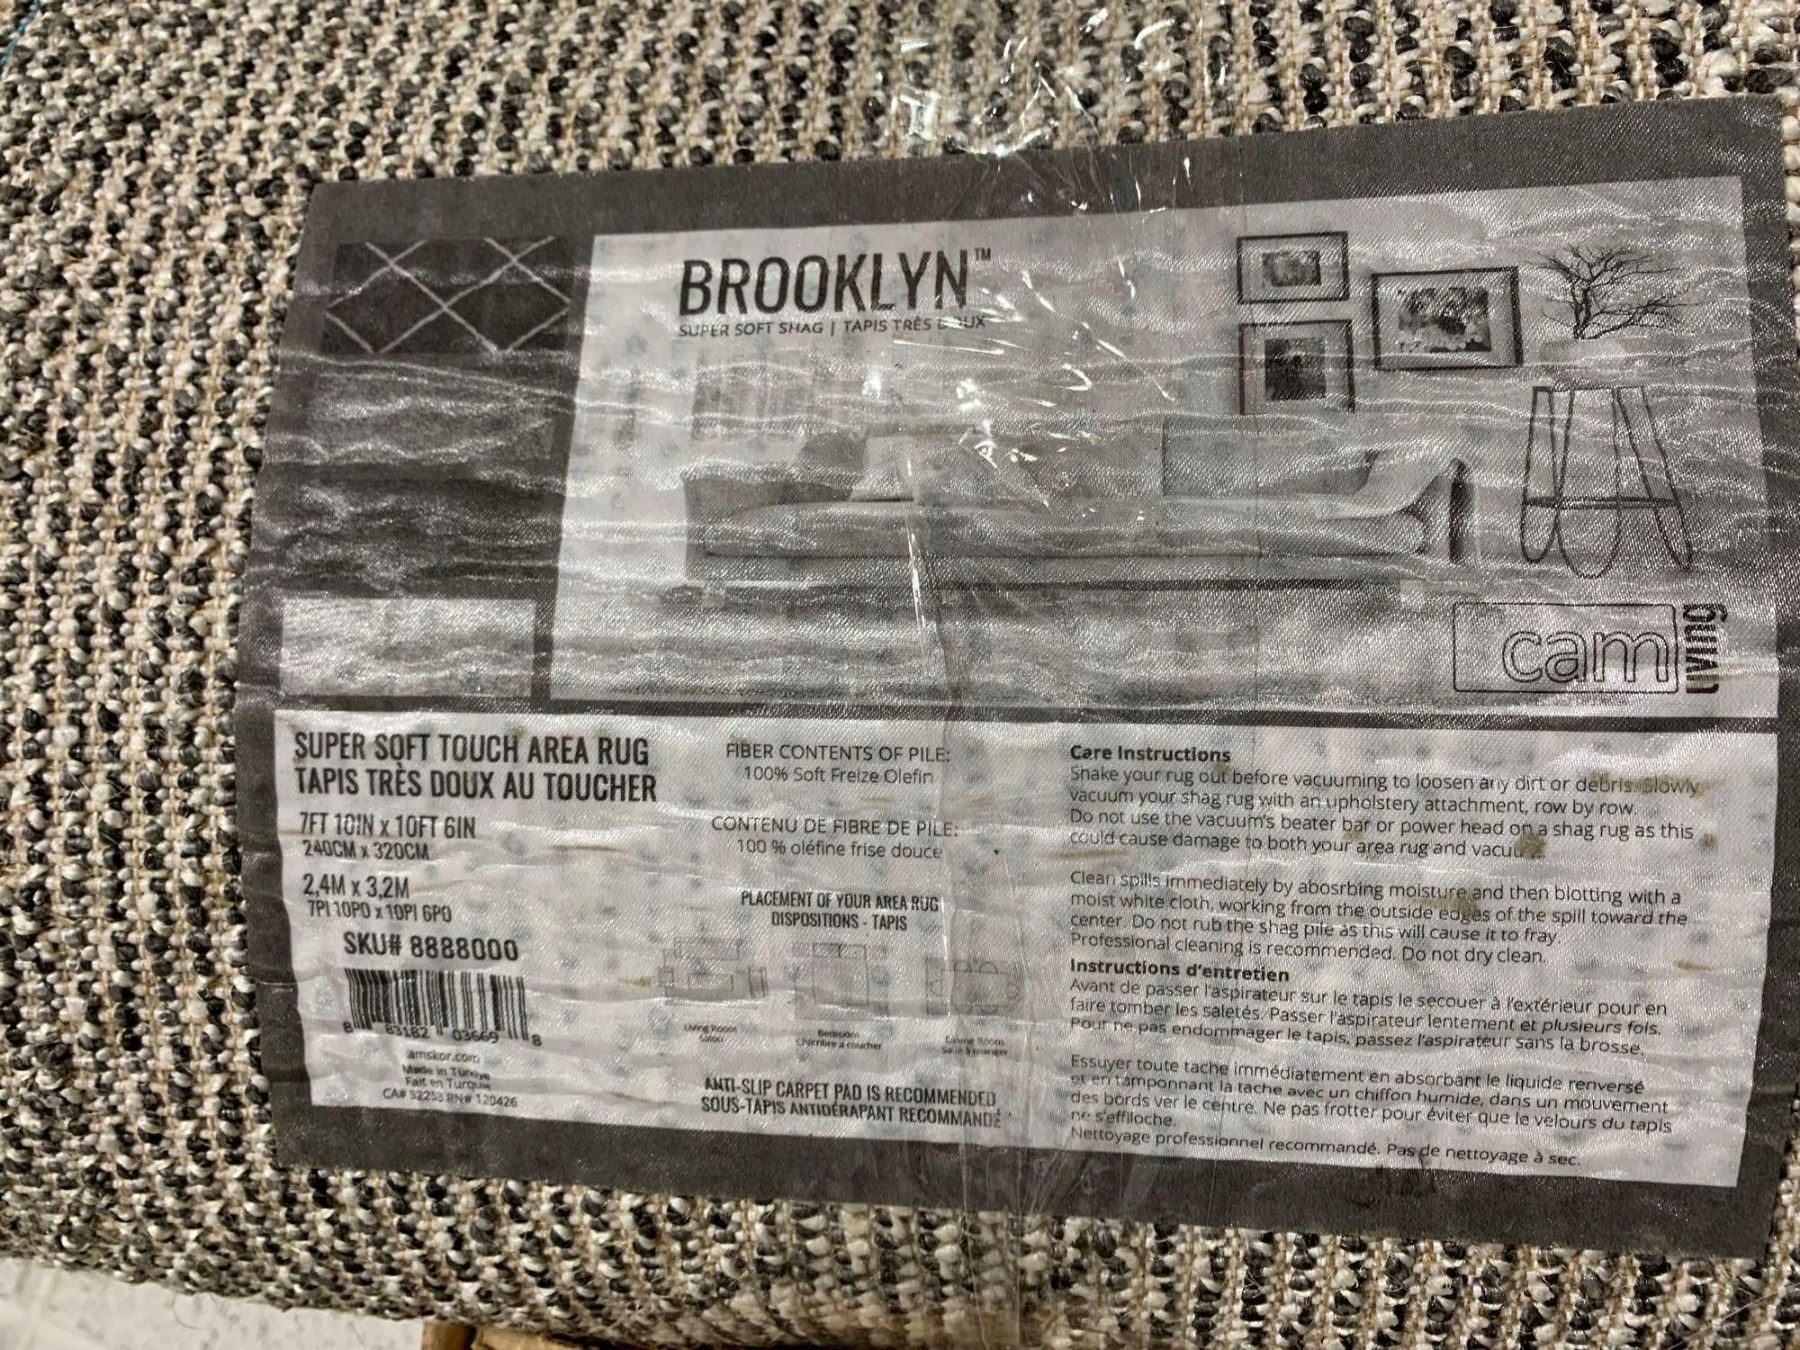 BROOKLYN™
SUPER SOFT SHAG | TAPIS TRÈS DOUX
cam
living
SUPER SOFT TOUCH AREA RUG
TAPIS TRÈS DOUX AU TOUCHER
7FT 10IN x 10FT 6IN
240CM x 320CM
2,4M x 3,2M
7PI 10PO x 10PI 6PO
SKU# 8888000
8 83182 03669 8
amskor.com
Made in Turkiye
Fait en Turquie
CA# 52253 RN# 120426
FIBER CONTENTS OF PILE:
100% Soft Freize Olefin
CONTENU DE FIBRE DE PILE:
100 % oléfine frise douce
PLACEMENT OF YOUR AREA RUG
DISPOSITIONS - TAPIS
Living Room
Salon
Bedroom
Chambre à coucher
Dining Room
Salle à manger
ANTI-SLIP CARPET PAD IS RECOMMENDED
SOUS-TAPIS ANTIDÉRAPANT RECOMMANDÉ
Care Instructions
Shake your rug out before vacuuming to loosen any dirt or debris. Slowly
vacuum your shag rug with an upholstery attachment, row by row.
Do not use the vacuum's beater bar or power head on a shag rug as this
could cause damage to both your area rug and
Clean spills immediately by abosrbing moisture and then blotting with a
moist white cloth, working from the outside edges of the spill toward the
center. Do not rub the shag pile as this will cause it to fray.
Professional cleaning is recommended. Do not dry clean.
Instructions d'entretien
Avant de passer l'aspirateur sur le tapis le secouer à l'extérieur pour en
faire tomber les saletés. Passer l'aspirateur lentement et plusieurs fois.
Pour ne pas endommager le tapis, passez l'aspirateur sans la brosse.
Essuyer toute tache immédiatement en absorbant le liquide renversé
et en tamponnant la tache avec un chiffon humide, dans un mouvement
des bords ver le centre. Ne pas frotter pour éviter que le velours du tapis
ne s'effiloche.
Nettoyage professionnel recommandé. Pas de nettoyage à sec.